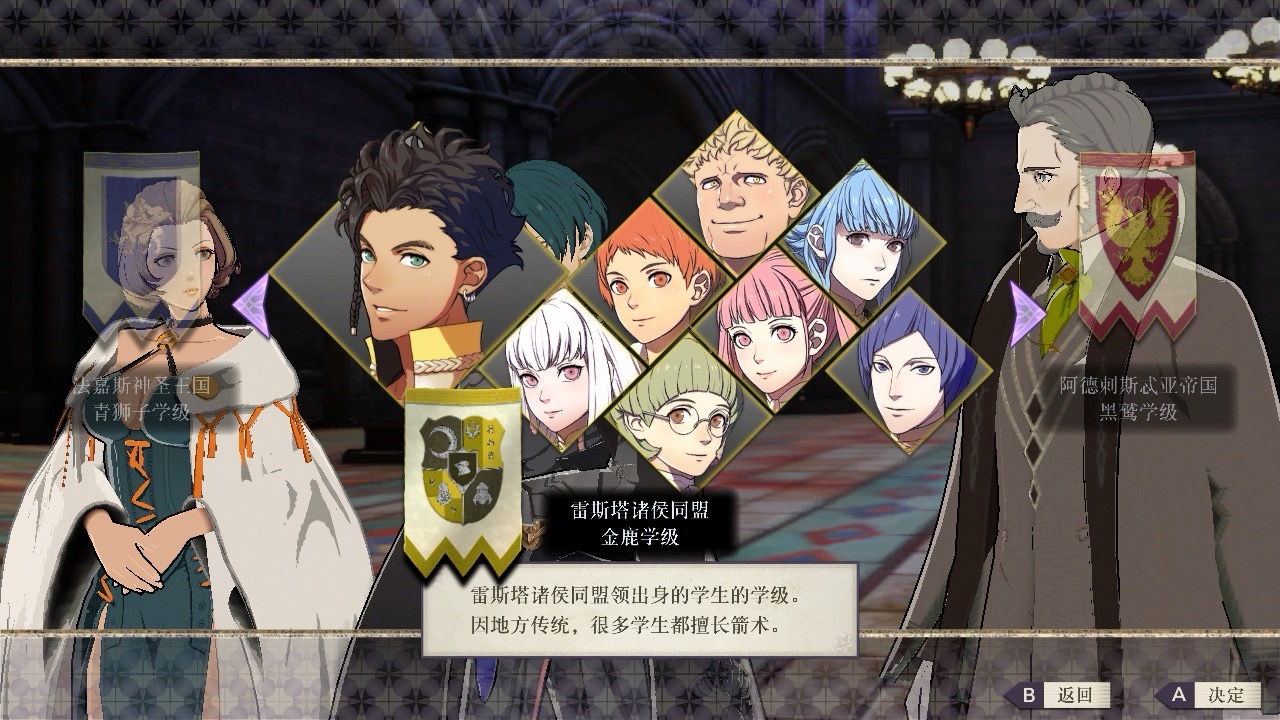 法嘉斯神圣王国
青狮子学级
阿德剌斯忒亚帝国
黑鹫学级
雷斯塔诸侯同盟
金鹿学级
雷斯塔诸侯同盟领出身的学生的学级。
因地方传统，很多学生都擅长箭术。
B 返回
A 决定